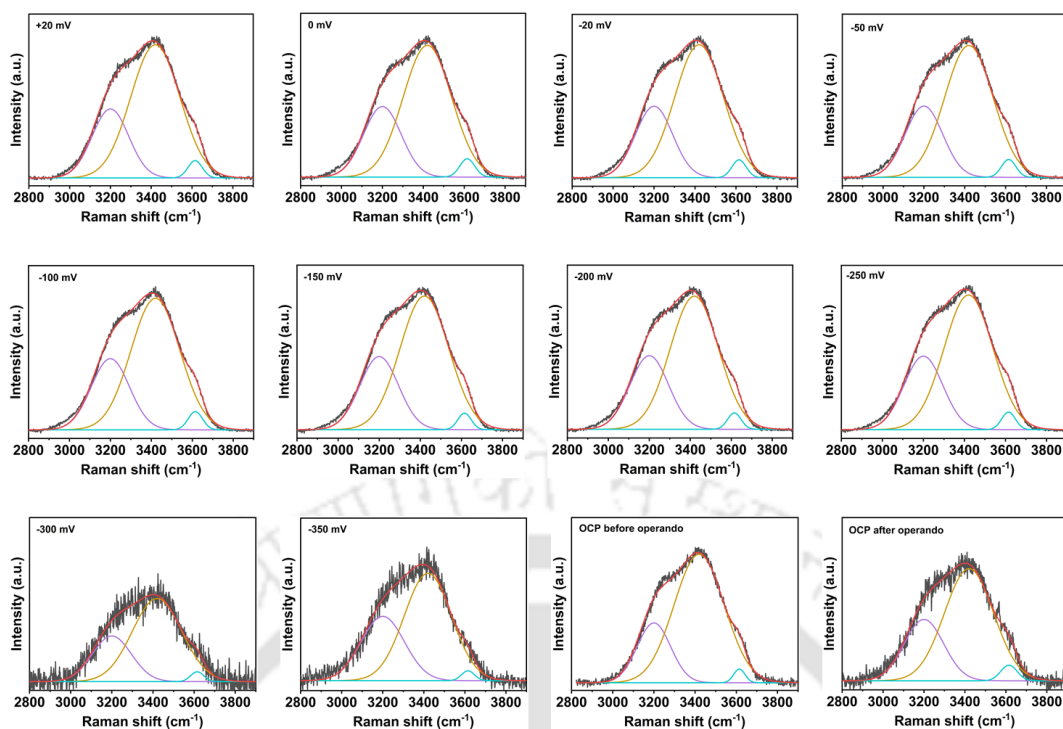 +20 mV
Intensity (a.u.)
2800 3000 3200 3400 3600 3800
Raman shift (cm⁻¹)
0 mV
Intensity (a.u.)
2800 3000 3200 3400 3600 3800
Raman shift (cm⁻¹)
-20 mV
Intensity (a.u.)
2800 3000 3200 3400 3600 3800
Raman shift (cm⁻¹)
-50 mV
Intensity (a.u.)
2800 3000 3200 3400 3600 3800
Raman shift (cm⁻¹)
-100 mV
Intensity (a.u.)
2800 3000 3200 3400 3600 3800
Raman shift (cm⁻¹)
-150 mV
Intensity (a.u.)
2800 3000 3200 3400 3600 3800
Raman shift (cm⁻¹)
-200 mV
Intensity (a.u.)
2800 3000 3200 3400 3600 3800
Raman shift (cm⁻¹)
-250 mV
Intensity (a.u.)
2800 3000 3200 3400 3600 3800
Raman shift (cm⁻¹)
-300 mV
Intensity (a.u.)
2800 3000 3200 3400 3600 3800
Raman shift (cm⁻¹)
-350 mV
Intensity (a.u.)
2800 3000 3200 3400 3600 3800
Raman shift (cm⁻¹)
OCP before operando
Intensity (a.u.)
2800 3000 3200 3400 3600 3800
Raman shift (cm⁻¹)
OCP after operando
Intensity (a.u.)
2800 3000 3200 3400 3600 3800
Raman shift (cm⁻¹)